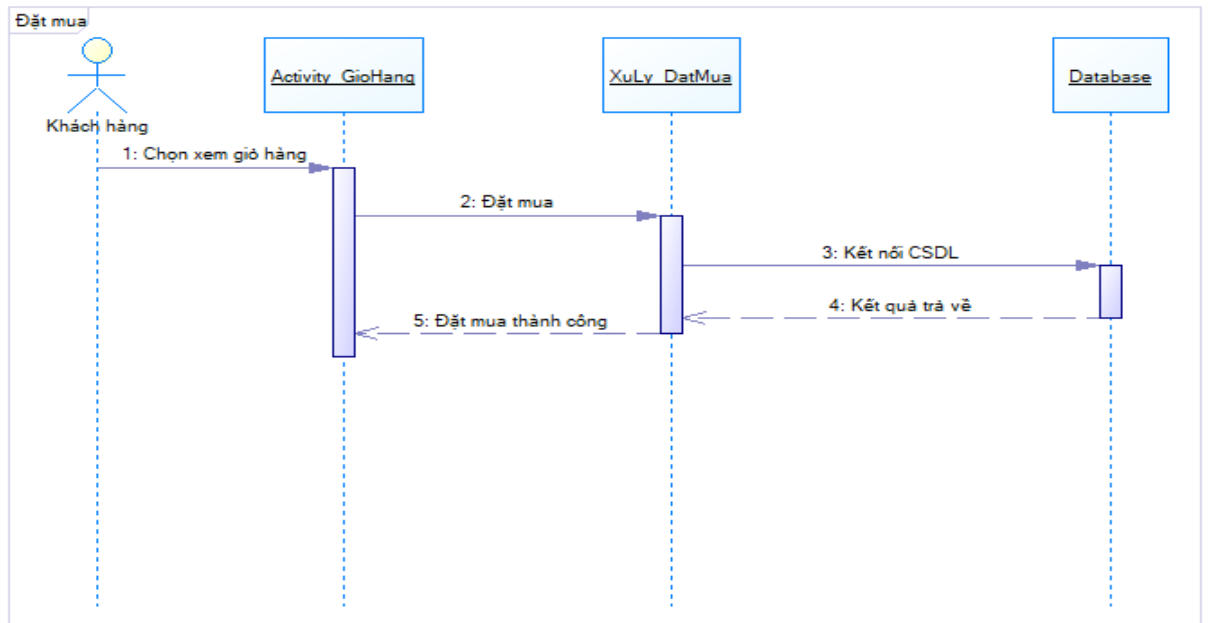 Đặt mua
Activity_GioHang
XuLy_DatMua
Database
Khách hàng
1: Chọn xem giỏ hàng
2: Đặt mua
3: Kết nối CSDL
4: Kết quả trả về
5: Đặt mua thành công